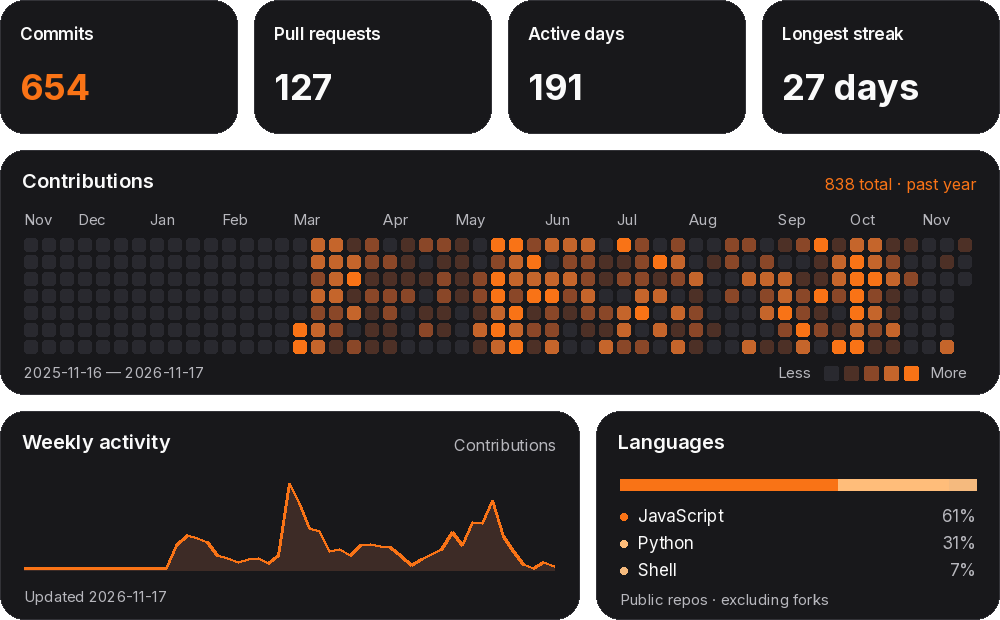 Commits
654
Pull requests
127
Active days
191
Longest streak
27 days
Contributions
838 total · past year
Nov Dec Jan Feb Mar Apr May Jun Jul Aug Sep Oct Nov
2025-11-16 — 2026-11-17
Less More
Weekly activity
Contributions
Updated 2026-11-17
Languages
JavaScript 61%
Python 31%
Shell 7%
Public repos · excluding forks